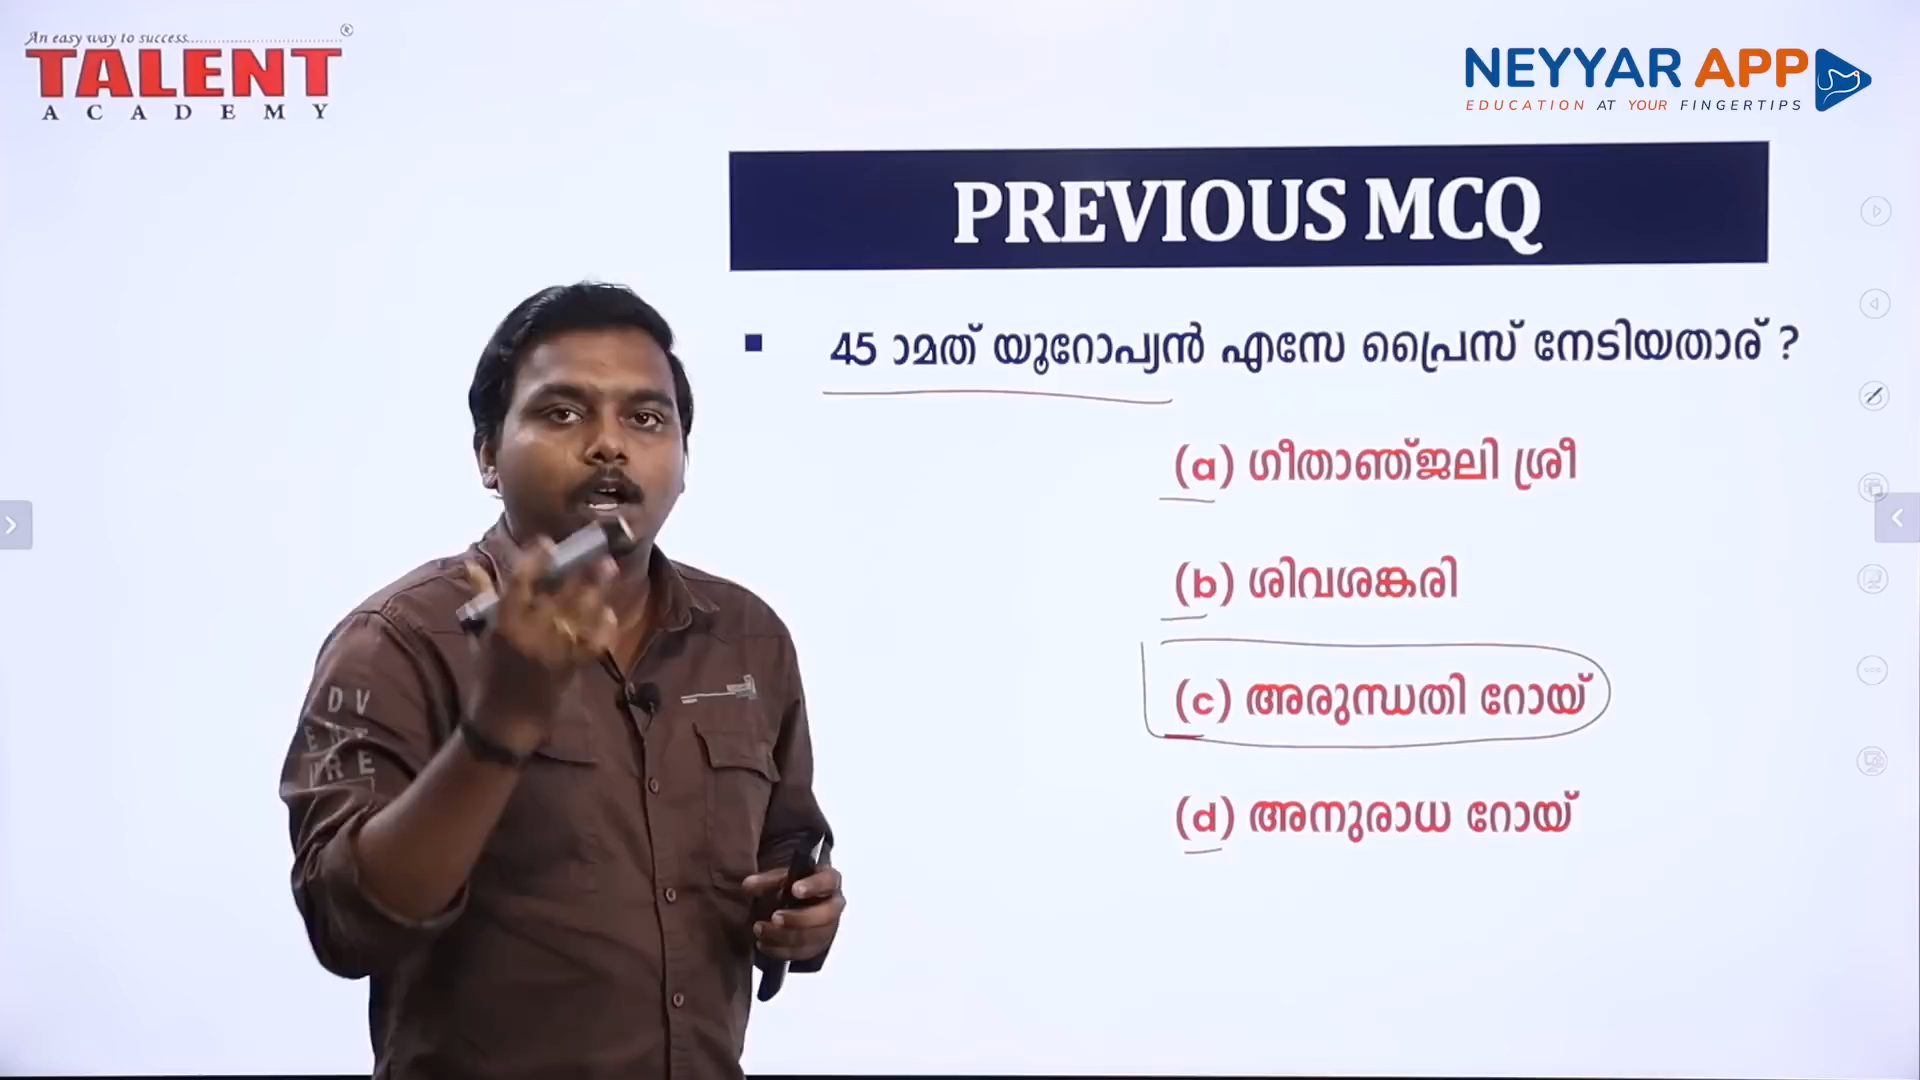 An easy way to success
TALENT
ACADEMY
NEYYAR APP
EDUCATION AT YOUR FINGERTIPS
PREVIOUS MCQ
45 ാമത് യൂറോപ്യൻ എസേ പ്രൈസ് നേടിയതാര് ?
(a) ഗീതാഞ്ജലി ശ്രീ
(b) ശിവശങ്കരി
(c) അരുന്ധതി റോയ്
(d) അനുരാധ റോയ്
D V